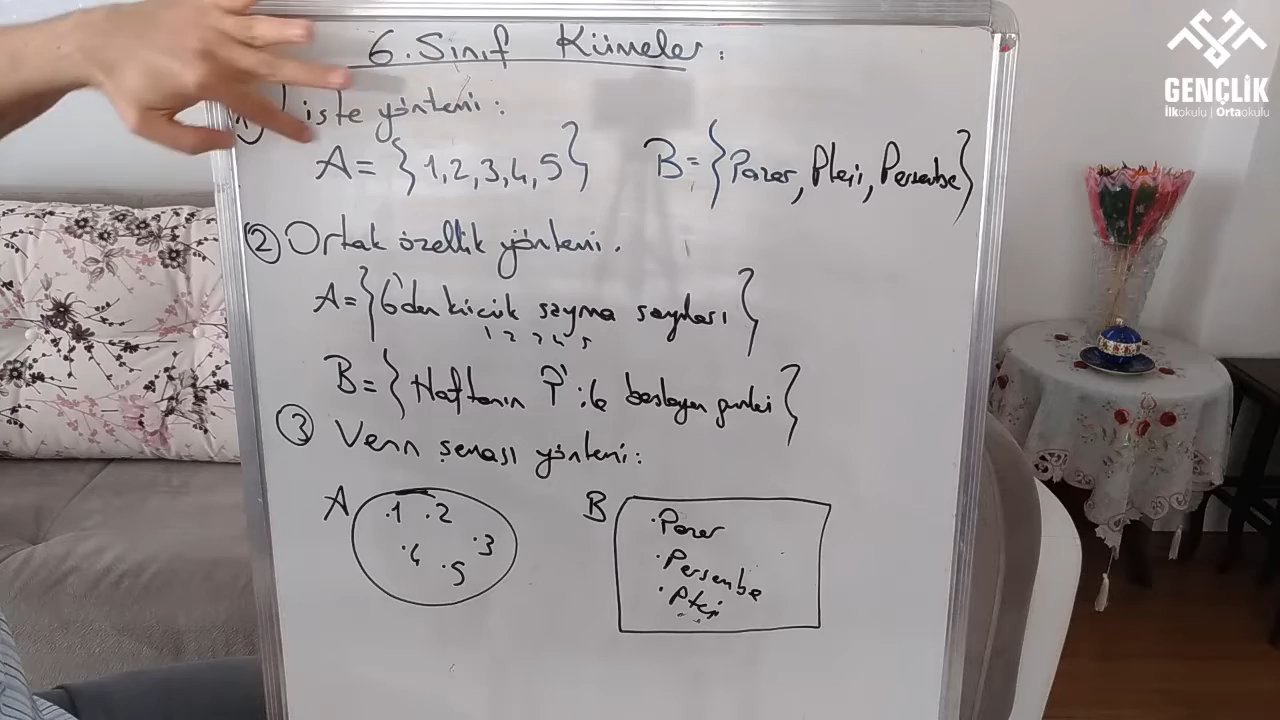 6. Sınıf Kümeler:
1) Liste yöntemi:
A = {1, 2, 3, 4, 5} B = {Pazar, Ptesi, Perşembe}
② Ortak özellik yöntemi.
A = {6'dan küçük sayma sayıları}
1 2 3 4 5
B = {Haftanın "P" ile başlayan günleri}
③ Venn şeması yöntemi:
A .1 .2 .3 .4 .5
B
.Pazar
.Perşembe
.Ptesi
GENÇLİK
İlkokulu | Ortaokulu